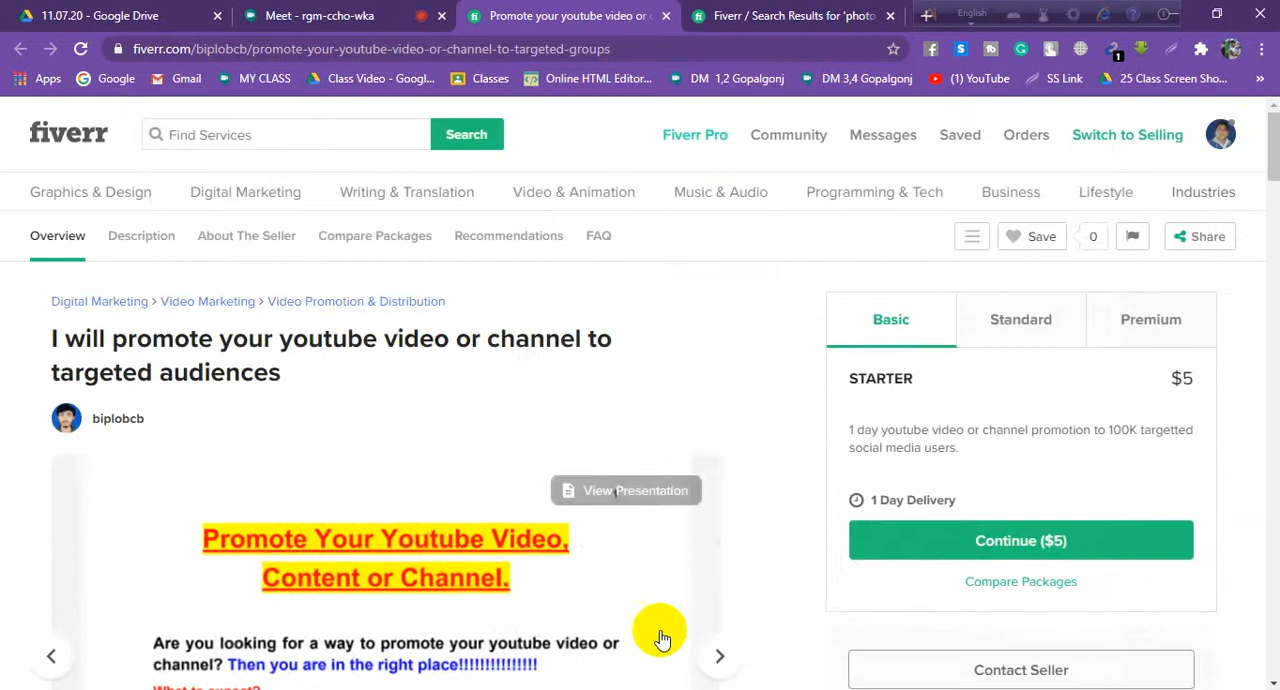 11.07.20 - Google Drive
Meet - rgm-ccho-wka
Promote your youtube video or c
Fiverr / Search Results for 'photo
English
fiverr.com/biplobcb/promote-your-youtube-video-or-channel-to-targeted-groups
1
Apps
Google
Gmail
MY CLASS
Class Video - Googl...
Classes
Online HTML Editor...
DM 1,2 Gopalgonj
DM 3,4 Gopalgonj
(1) YouTube
SS Link
25 Class Screen Sho...
fiverr
Find Services
Search
Fiverr Pro
Community
Messages
Saved
Orders
Switch to Selling
Graphics & Design
Digital Marketing
Writing & Translation
Video & Animation
Music & Audio
Programming & Tech
Business
Lifestyle
Industries
Overview
Description
About The Seller
Compare Packages
Recommendations
FAQ
Save
0
Share
Digital Marketing > Video Marketing > Video Promotion & Distribution
I will promote your youtube video or channel to
targeted audiences
biplobcb
View Presentation
Promote Your Youtube Video,
Content or Channel.
Are you looking for a way to promote your youtube video or
channel? Then you are in the right place!!!!!!!!!!!!!!!
What to expect?
Basic
Standard
Premium
STARTER
$5
1 day youtube video or channel promotion to 100K targetted
social media users.
1 Day Delivery
Continue ($5)
Compare Packages
Contact Seller